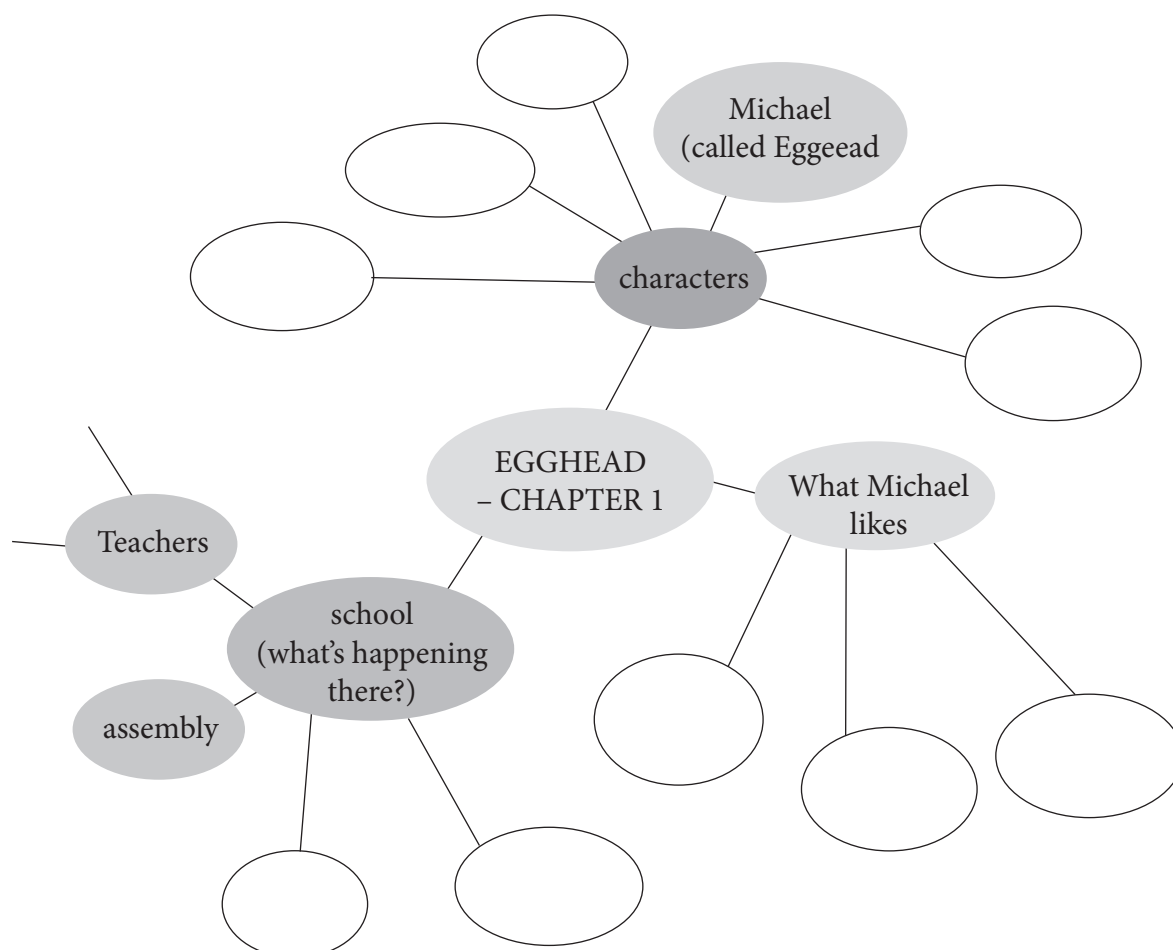 Michael
(called Eggeead
characters
EGGHEAD
– CHAPTER 1
What Michael
likes
Teachers
school
(what's happening
there?)
assembly